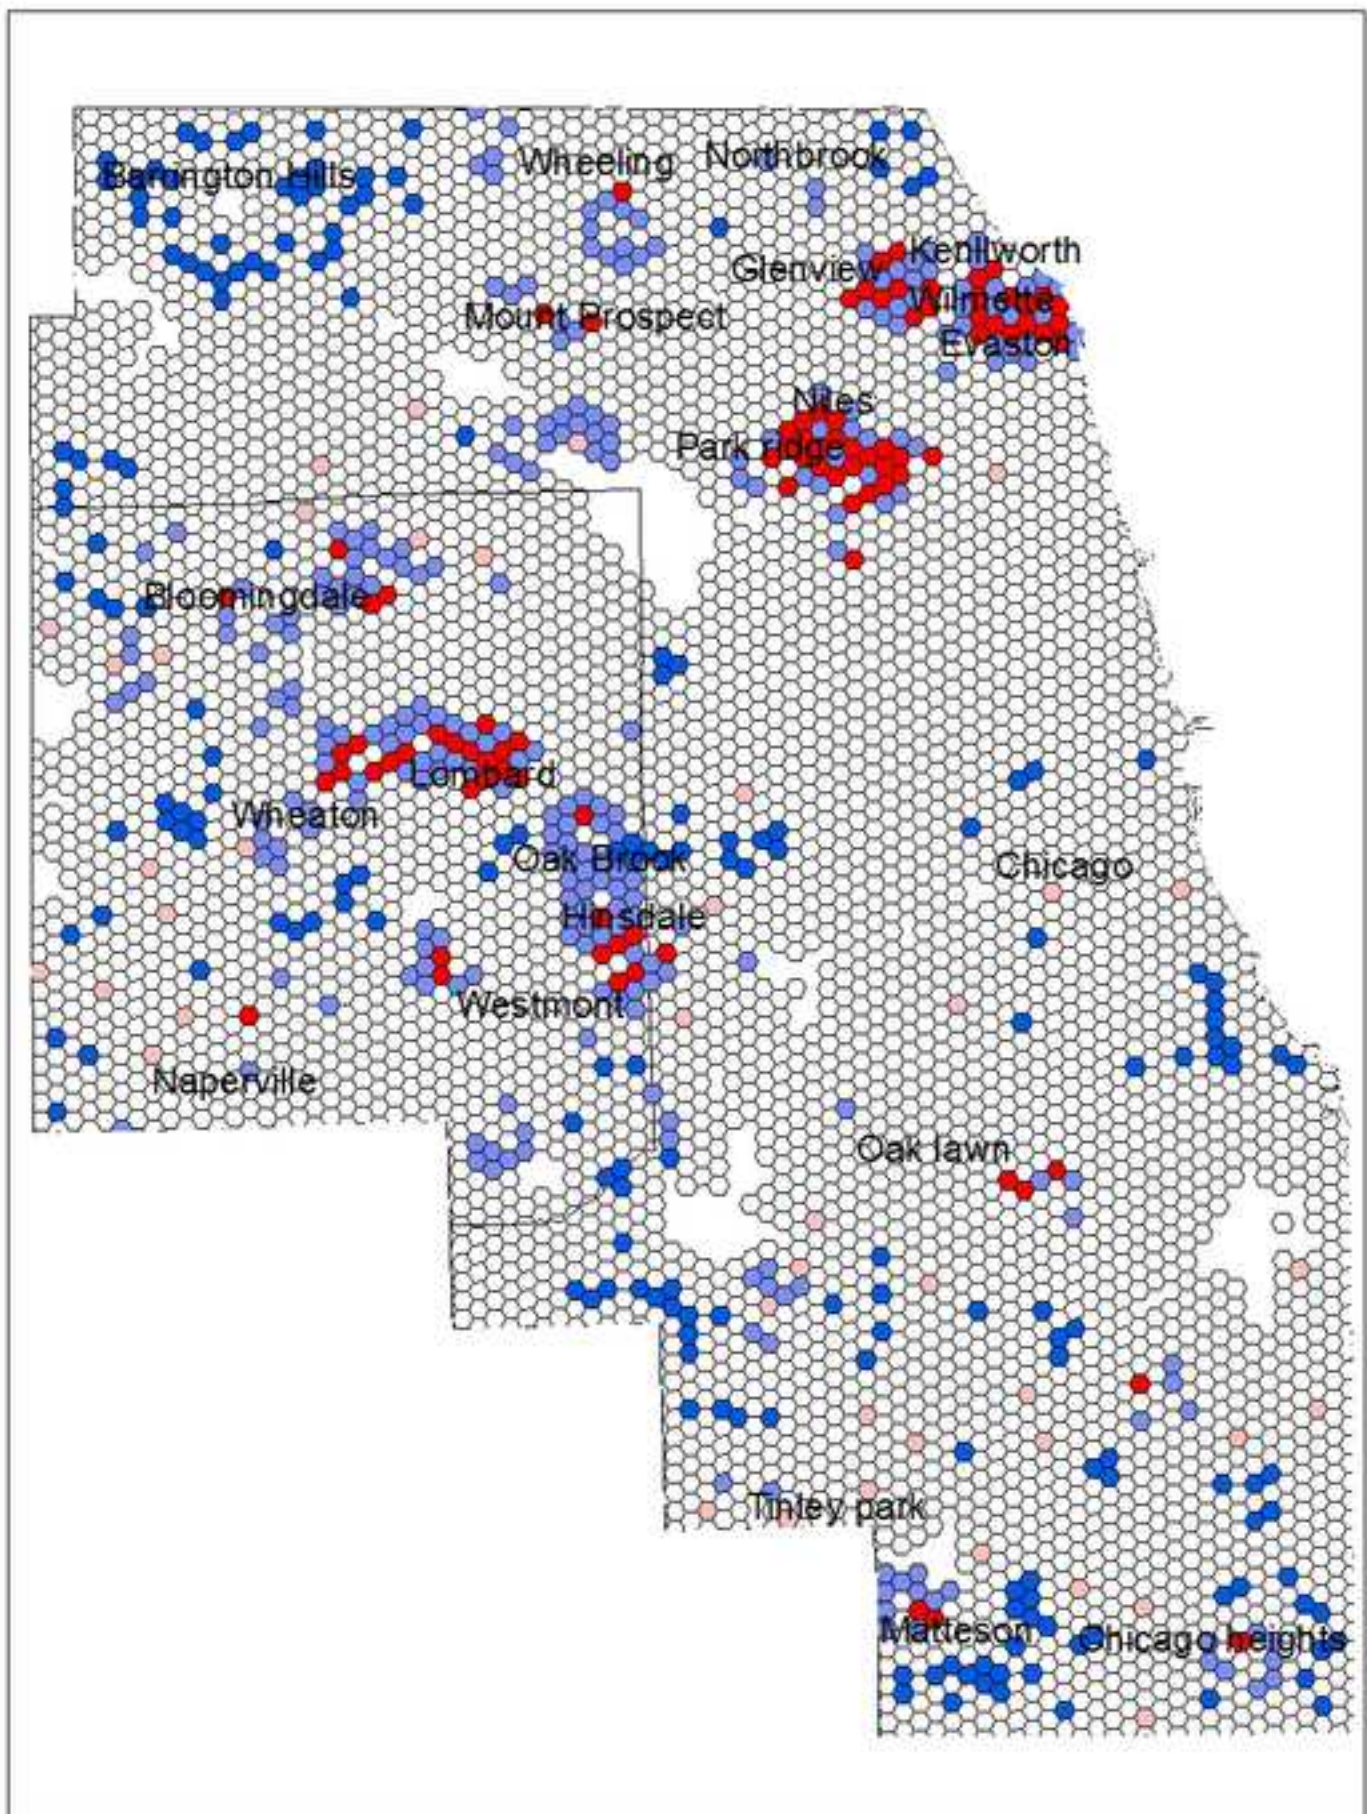 Wheeling
Northbrook
Barrington Hills
Kenilworth
Glenview
Wilmette
Mount Prospect
Evaston
Niles
Park ridge
Bloomingdale
Lombard
Wheaton
Oak Brook
Chicago
Hinsdale
Westmont
Naperville
Oak lawn
Tinley park
Matteson
Chicago heights